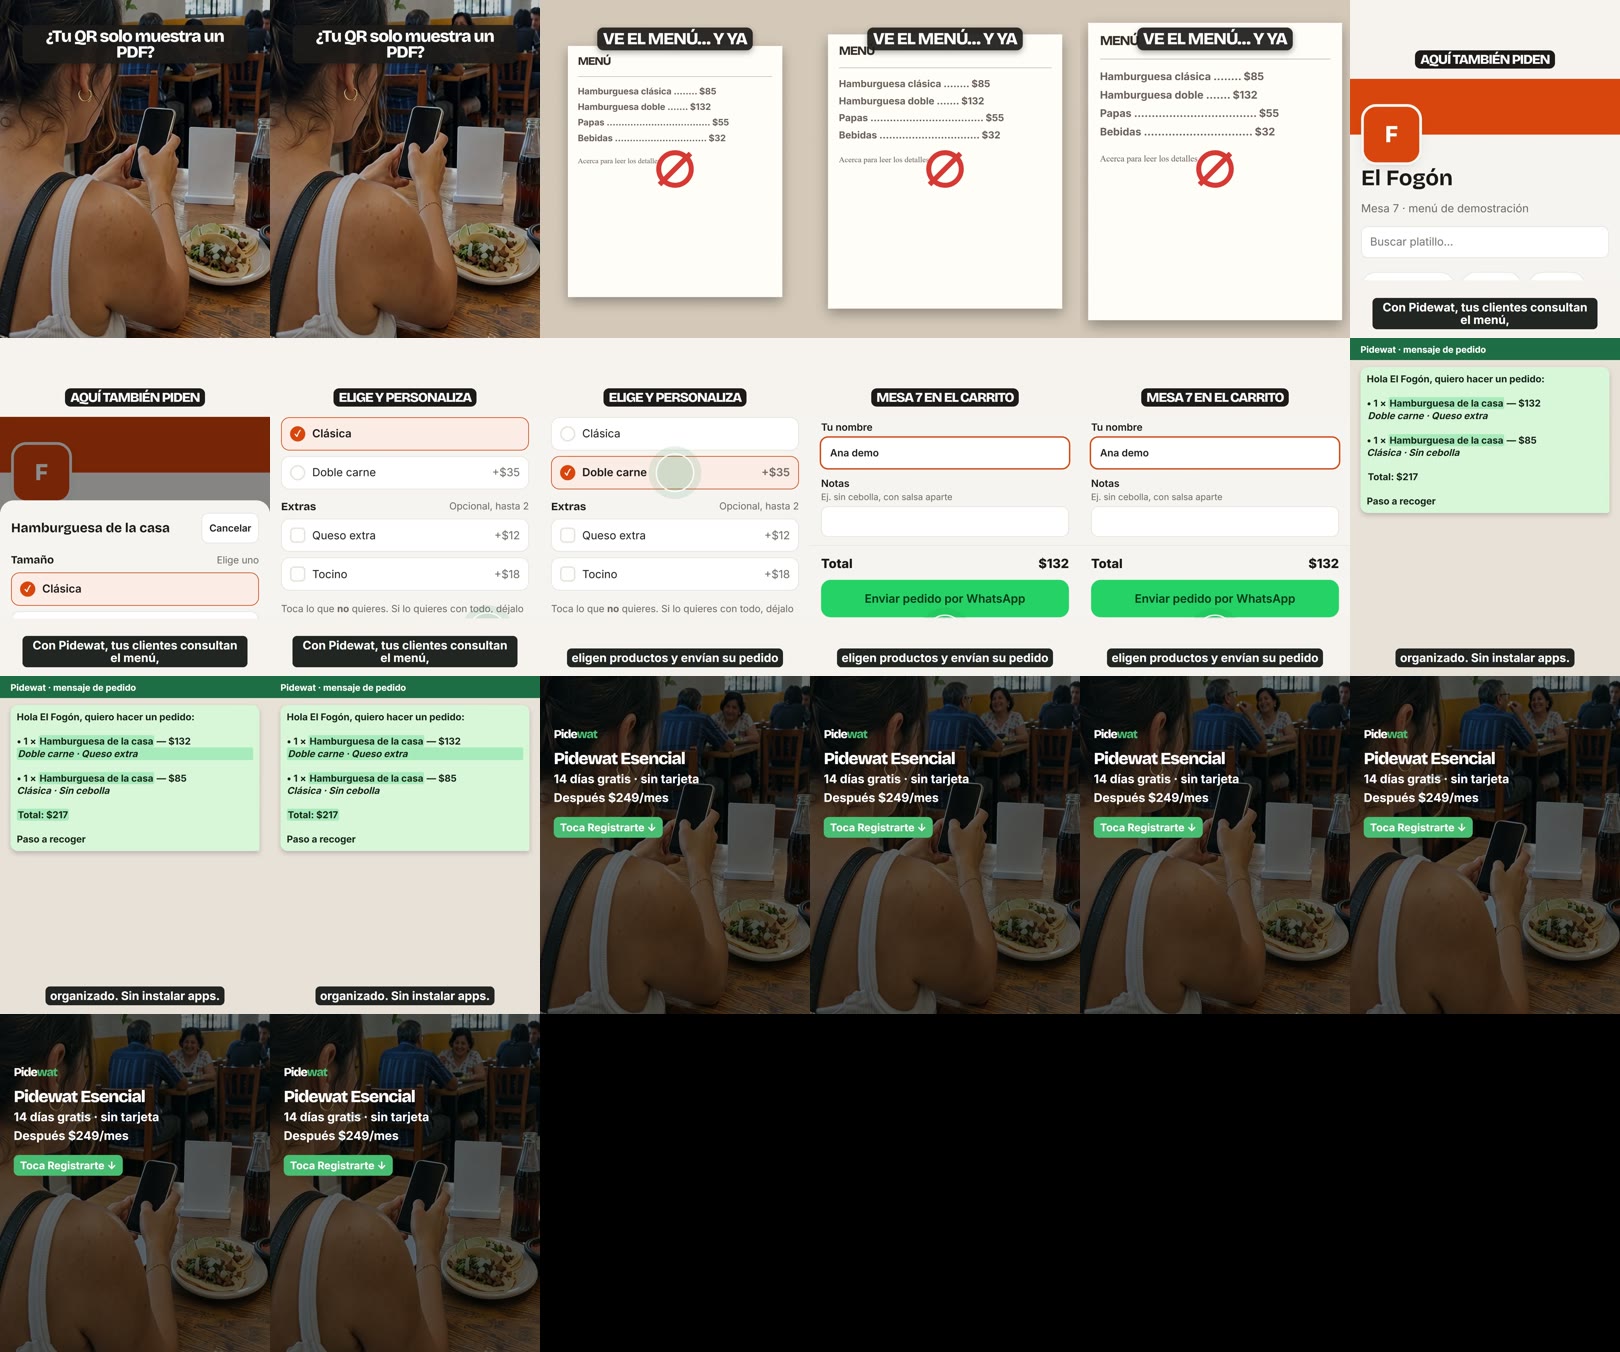 ¿Tu QR solo muestra un
PDF?
¿Tu QR solo muestra un
PDF?
VE EL MENÚ... Y YA
MENÚ
Hamburguesa clásica ........ $85
Hamburguesa doble ....... $132
Papas .................................... $55
Bebidas ................................ $32
Acerca para leer los detalles
VE EL MENÚ... Y YA
MENÚ
Hamburguesa clásica ........ $85
Hamburguesa doble ....... $132
Papas .................................... $55
Bebidas ................................ $32
Acerca para leer los detalles
VE EL MENÚ... Y YA
MENÚ
Hamburguesa clásica ........ $85
Hamburguesa doble ....... $132
Papas .................................... $55
Bebidas ................................ $32
Acerca para leer los detalles
AQUÍ TAMBIÉN PIDEN
F
El Fogón
Mesa 7 · menú de demostración
Buscar platillo...
Con Pidewat, tus clientes consultan
el menú,
AQUÍ TAMBIÉN PIDEN
F
Hamburguesa de la casa
Cancelar
Tamaño
Elige uno
Clásica
Con Pidewat, tus clientes consultan
el menú,
ELIGE Y PERSONALIZA
Clásica
Doble carne +$35
Extras Opcional, hasta 2
Queso extra +$12
Tocino +$18
Toca lo que no quieres. Si lo quieres con todo, déjalo
Con Pidewat, tus clientes consultan
el menú,
ELIGE Y PERSONALIZA
Clásica
Doble carne +$35
Extras Opcional, hasta 2
Queso extra +$12
Tocino +$18
Toca lo que no quieres. Si lo quieres con todo, déjalo
eligen productos y envían su pedido
MESA 7 EN EL CARRITO
Tu nombre
Ana demo
Notas
Ej. sin cebolla, con salsa aparte
Total $132
Enviar pedido por WhatsApp
eligen productos y envían su pedido
MESA 7 EN EL CARRITO
Tu nombre
Ana demo
Notas
Ej. sin cebolla, con salsa aparte
Total $132
Enviar pedido por WhatsApp
eligen productos y envían su pedido
Pidewat · mensaje de pedido
Hola El Fogón, quiero hacer un pedido:
• 1 × Hamburguesa de la casa — $132
Doble carne · Queso extra
• 1 × Hamburguesa de la casa — $85
Clásica · Sin cebolla
Total: $217
Paso a recoger
organizado. Sin instalar apps.
Pidewat · mensaje de pedido
Hola El Fogón, quiero hacer un pedido:
• 1 × Hamburguesa de la casa — $132
Doble carne · Queso extra
• 1 × Hamburguesa de la casa — $85
Clásica · Sin cebolla
Total: $217
Paso a recoger
organizado. Sin instalar apps.
Pidewat · mensaje de pedido
Hola El Fogón, quiero hacer un pedido:
• 1 × Hamburguesa de la casa — $132
Doble carne · Queso extra
• 1 × Hamburguesa de la casa — $85
Clásica · Sin cebolla
Total: $217
Paso a recoger
organizado. Sin instalar apps.
Pidewat
Pidewat Esencial
14 días gratis · sin tarjeta
Después $249/mes
Toca Registrarte ↓
Pidewat
Pidewat Esencial
14 días gratis · sin tarjeta
Después $249/mes
Toca Registrarte ↓
Pidewat
Pidewat Esencial
14 días gratis · sin tarjeta
Después $249/mes
Toca Registrarte ↓
Pidewat
Pidewat Esencial
14 días gratis · sin tarjeta
Después $249/mes
Toca Registrarte ↓
Pidewat
Pidewat Esencial
14 días gratis · sin tarjeta
Después $249/mes
Toca Registrarte ↓
Pidewat
Pidewat Esencial
14 días gratis · sin tarjeta
Después $249/mes
Toca Registrarte ↓